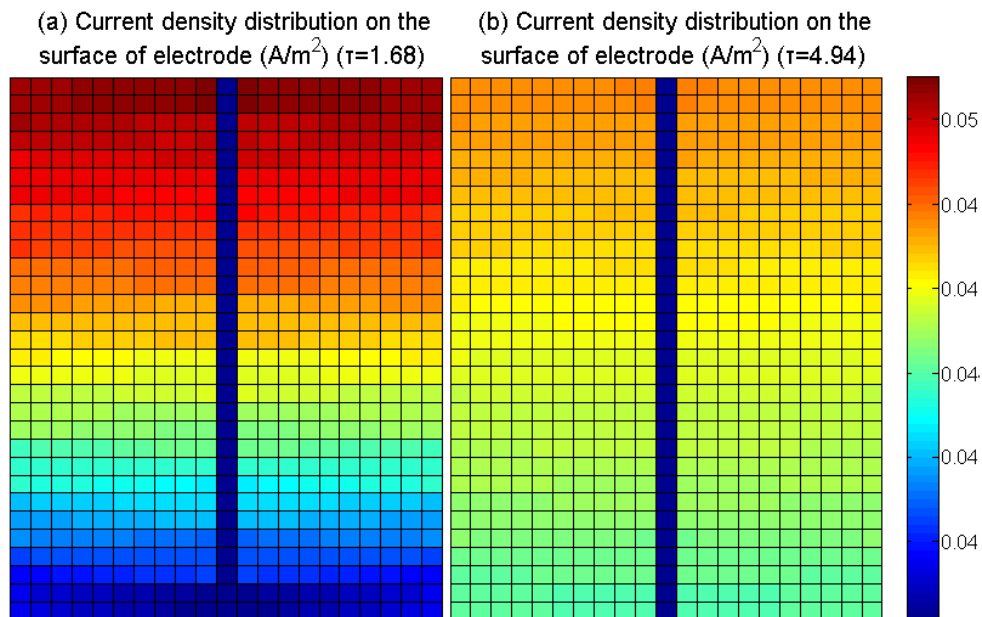 (a) Current density distribution on the
surface of electrode (A/m²) (τ=1.68)
(b) Current density distribution on the
surface of electrode (A/m²) (τ=4.94)
0.05
0.04
0.04
0.04
0.04
0.04